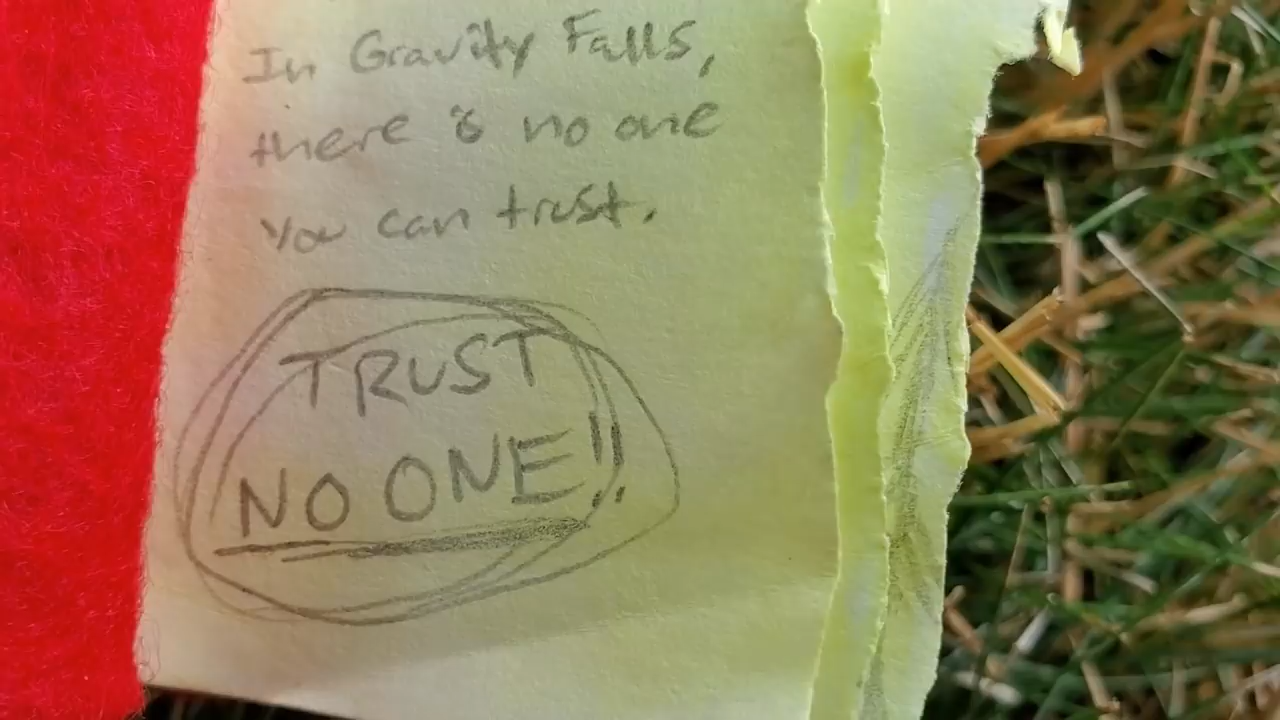 In Gravity Falls,
there is no one
you can trust.
TRUST
NO ONE!!